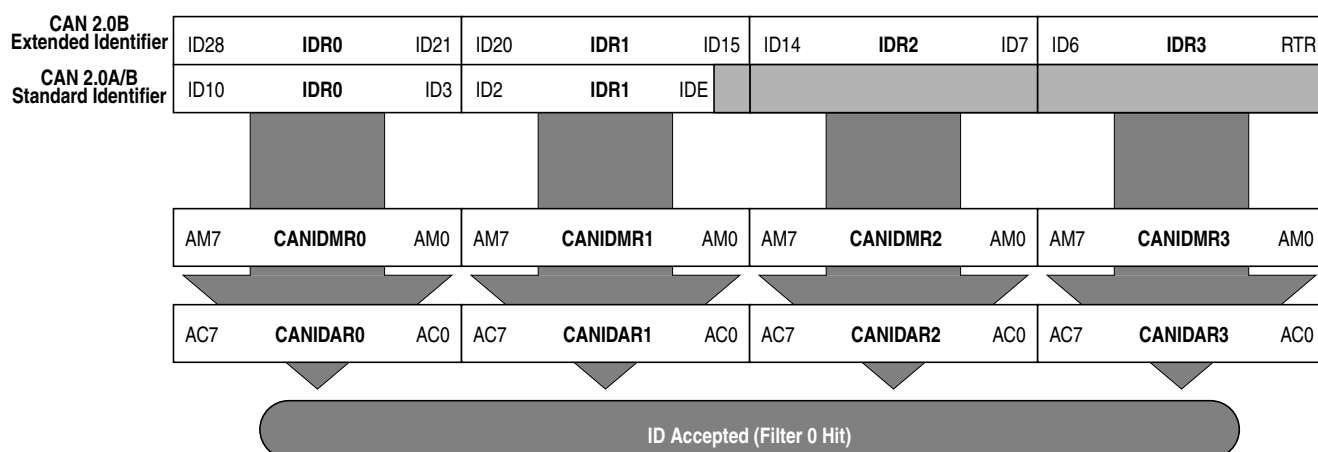 CAN 2.0B
Extended Identifier
ID28 IDR0 ID21 ID20 IDR1 ID15 ID14 IDR2 ID7 ID6 IDR3 RTR
CAN 2.0A/B
Standard Identifier
ID10 IDR0 ID3 ID2 IDR1 IDE
AM7 CANIDMR0 AM0 AM7 CANIDMR1 AM0 AM7 CANIDMR2 AM0 AM7 CANIDMR3 AM0
AC7 CANIDAR0 AC0 AC7 CANIDAR1 AC0 AC7 CANIDAR2 AC0 AC7 CANIDAR3 AC0
ID Accepted (Filter 0 Hit)